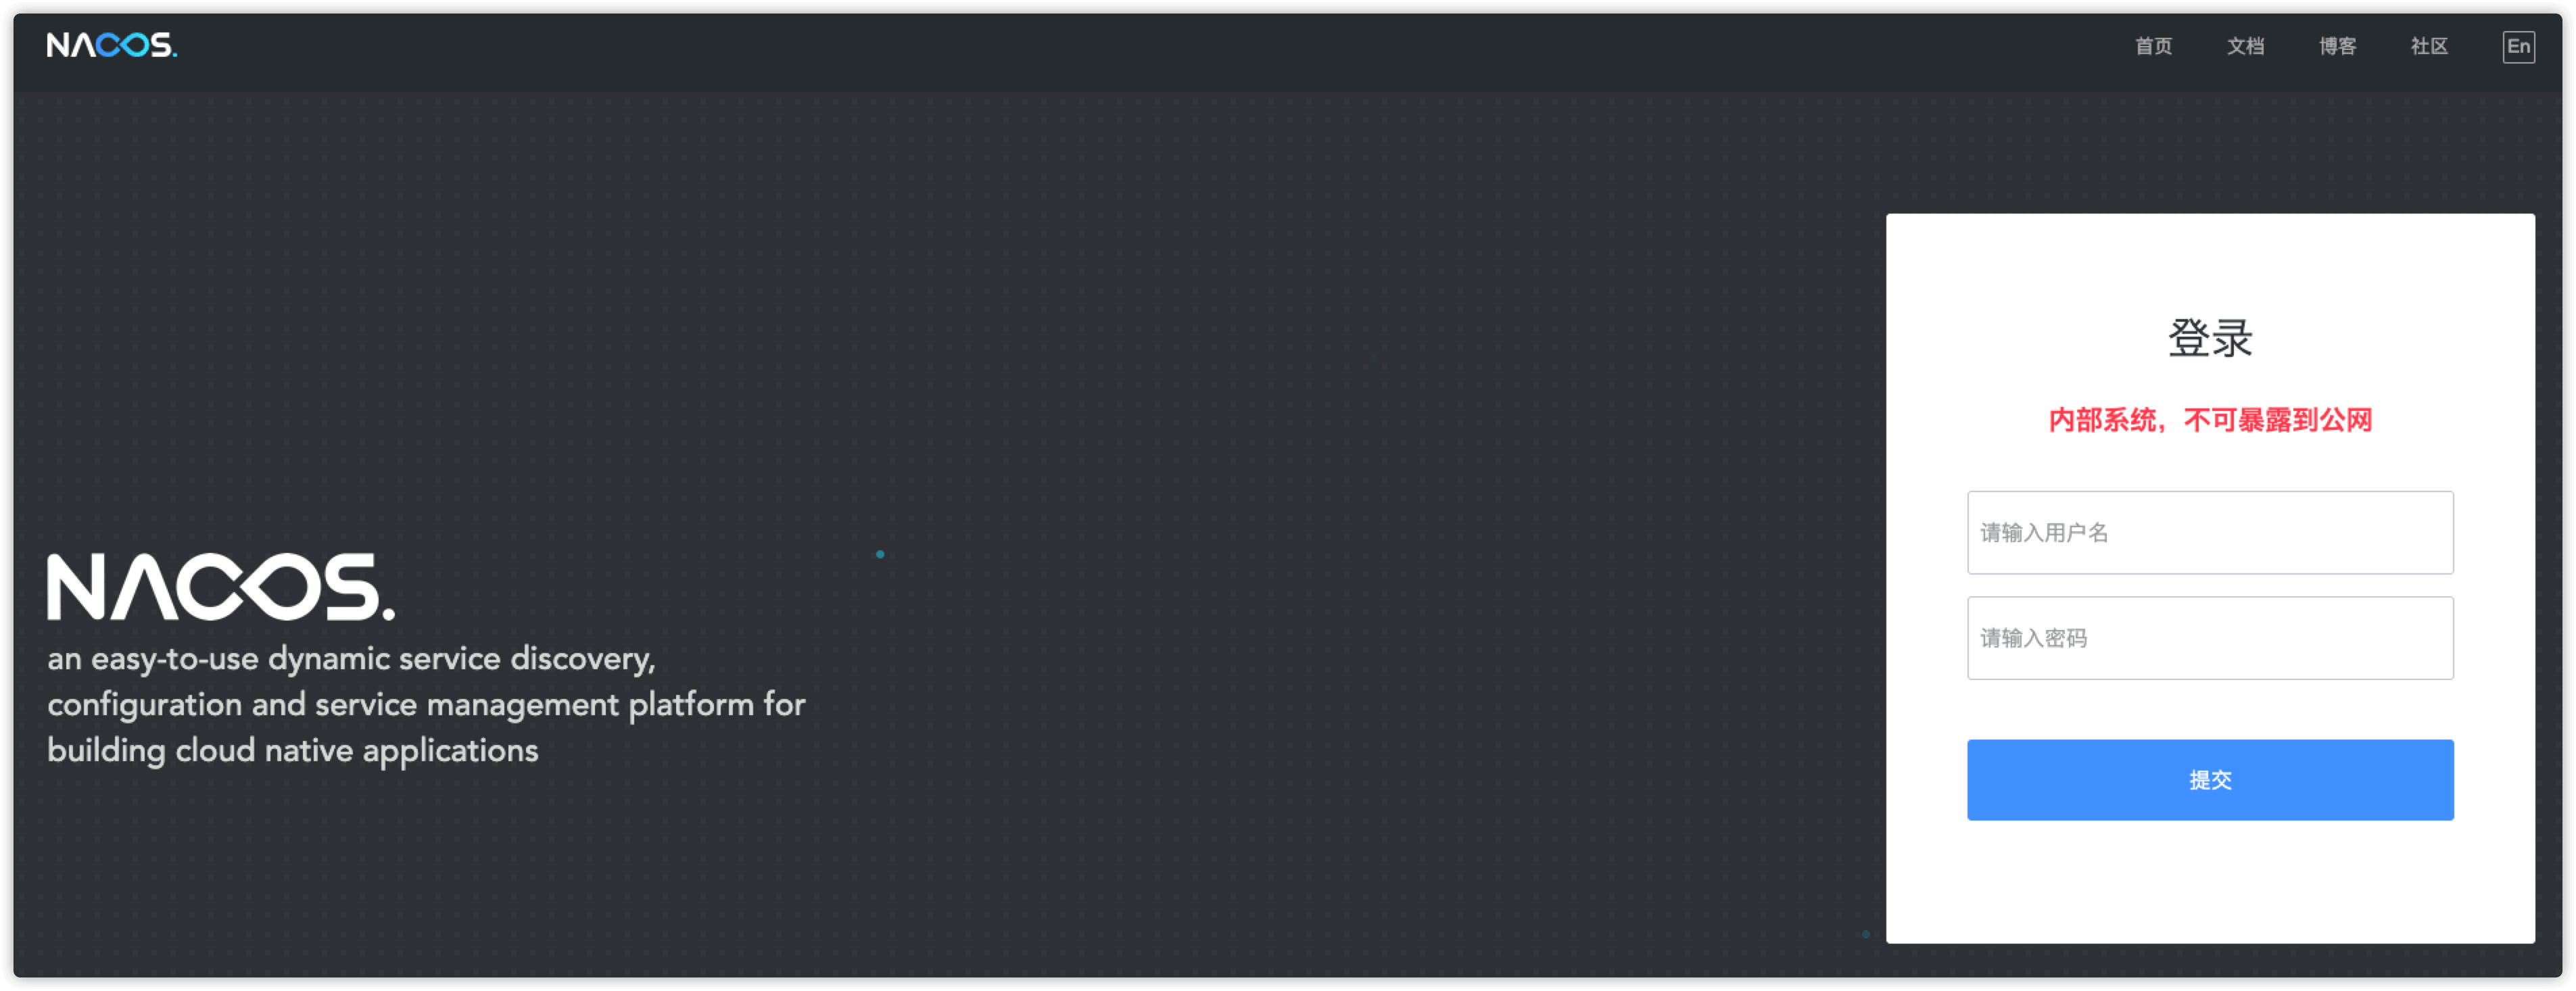 NACOS.
首页
文档
博客
社区
En
NACOS.
an easy-to-use dynamic service discovery,
configuration and service management platform for
building cloud native applications
登录
内部系统，不可暴露到公网
请输入用户名
请输入密码
提交